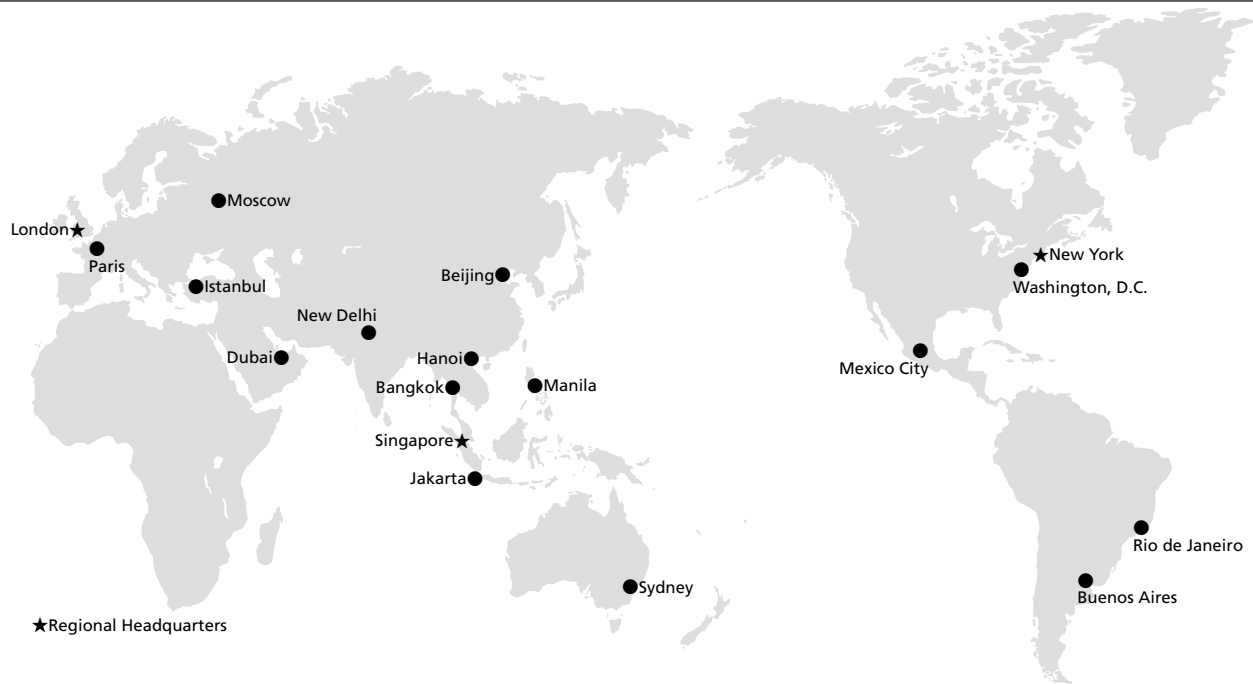 Moscow
London
New York
Paris
Beijing
Istanbul
Washington, D.C.
New Delhi
Dubai
Hanoi
Mexico City
Bangkok
Manila
Singapore
Jakarta
Rio de Janeiro
Sydney
Buenos Aires
★Regional Headquarters